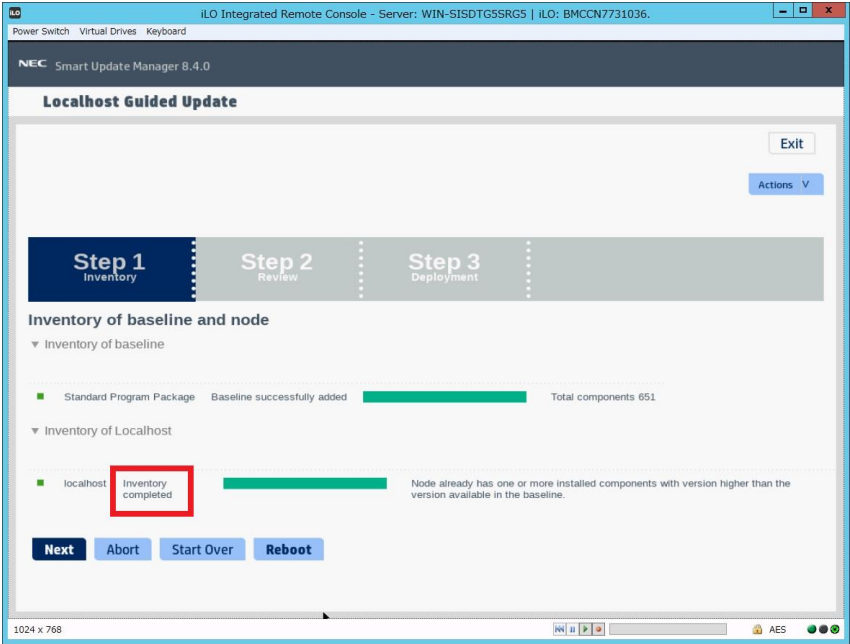 iLO iLO Integrated Remote Console - Server: WIN-SISDTG5SRG5 | iLO: BMCCN7731036.
Power Switch Virtual Drives Keyboard
NEC Smart Update Manager 8.4.0
Localhost Guided Update
Exit
Actions V
Step 1
Inventory
Step 2
Review
Step 3
Deployment
Inventory of baseline and node
Inventory of baseline
Standard Program Package Baseline successfully added Total components 651
Inventory of Localhost
localhost Inventory completed Node already has one or more installed components with version higher than the
version available in the baseline.
Next Abort Start Over Reboot
1024 x 768 AES